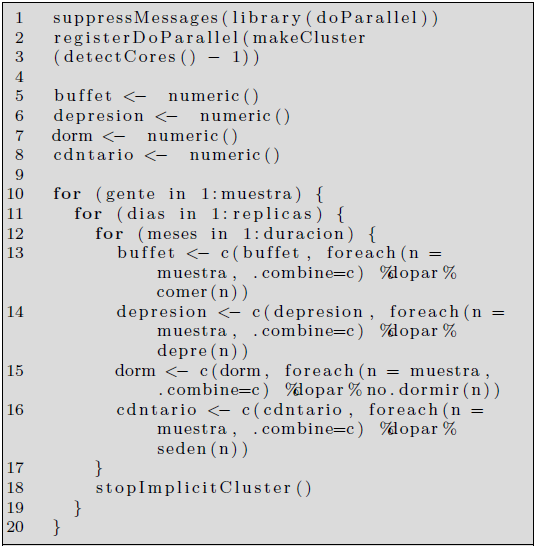 1 suppressMessages(library(doParallel))
2 registerDoParallel(makeCluster
3 (detectCores() - 1))
4
5 buffet <- numeric()
6 depresion <- numeric()
7 dorm <- numeric()
8 cdntario <- numeric()
9
10 for (gente in 1:muestra) {
11 for (dias in 1:replicas) {
12 for (meses in 1:duracion) {
13 buffet <- c(buffet, foreach(n =
muestra, .combine=c) %dopar%
comer(n))
14 depresion <- c(depresion, foreach(n =
muestra, .combine=c) %dopar%
depre(n))
15 dorm <- c(dorm, foreach(n = muestra,
.combine=c) %dopar% no.dormir(n))
16 cdntario <- c(cdntario, foreach(n =
muestra, .combine=c) %dopar%
seden(n))
17 }
18 stopImplicitCluster()
19 }
20 }